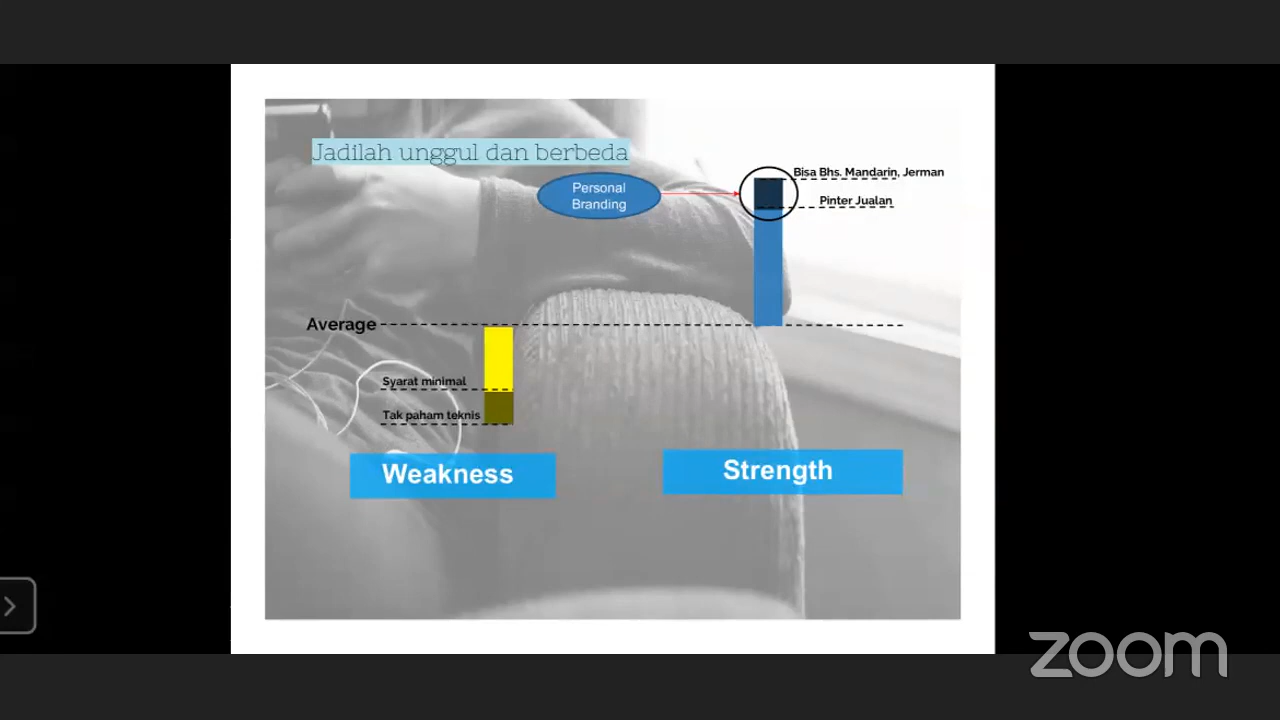 Jadilah unggul dan berbeda
Personal
Branding
Bisa Bhs. Mandarin, Jerman
Pinter Jualan
Average
Syarat minimal
Tak paham teknis
Weakness
Strength
zoom